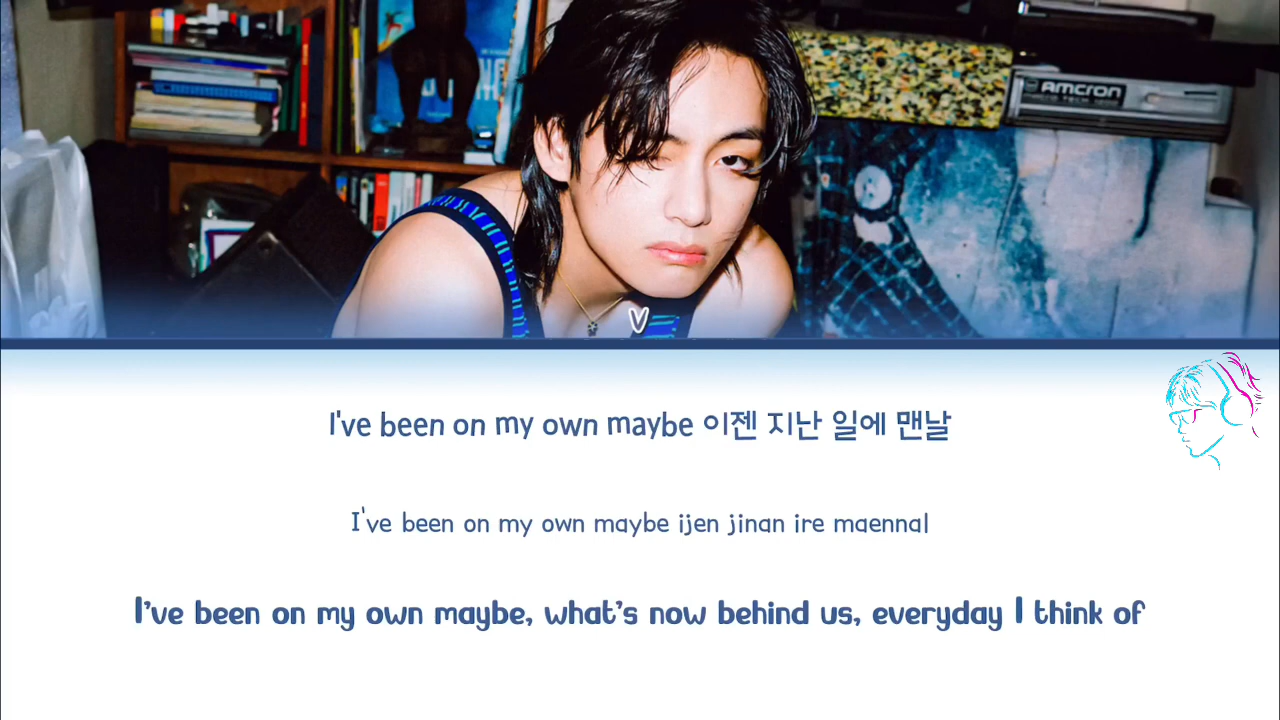 AMCRON
V
I've been on my own maybe 이젠 지난 일에 맨날
I've been on my own maybe ijen jinan ire maennal
I've been on my own maybe, what's now behind us, everyday I think of